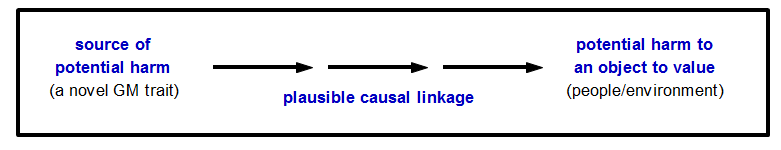 source of
potential harm
(a novel GM trait)
plausible causal linkage
potential harm to
an object to value
(people/environment)